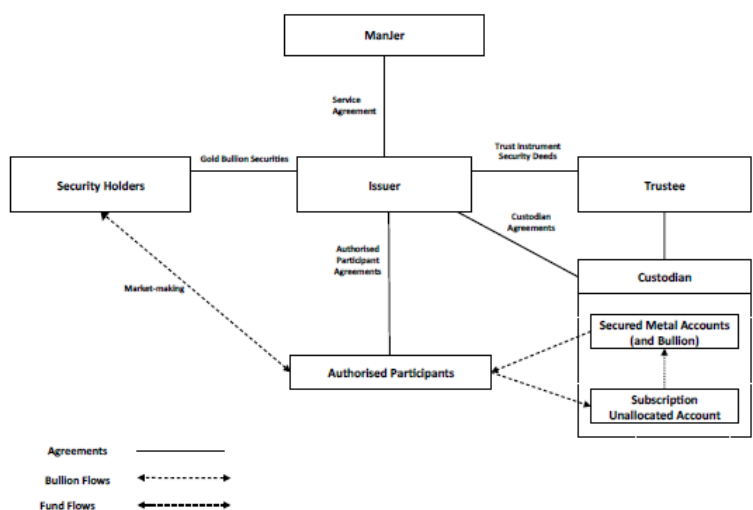 ManJer
Service
Agreement
Gold Bullion Securities
Trust Instrument
Security Deeds
Security Holders
Issuer
Trustee
Custodian
Agreements
Authorised
Participant
Agreements
Custodian
Market-making
Secured Metal Accounts
(and Bullion)
Authorised Participants
Subscription
Unallocated Account
Agreements
Bullion Flows
Fund Flows